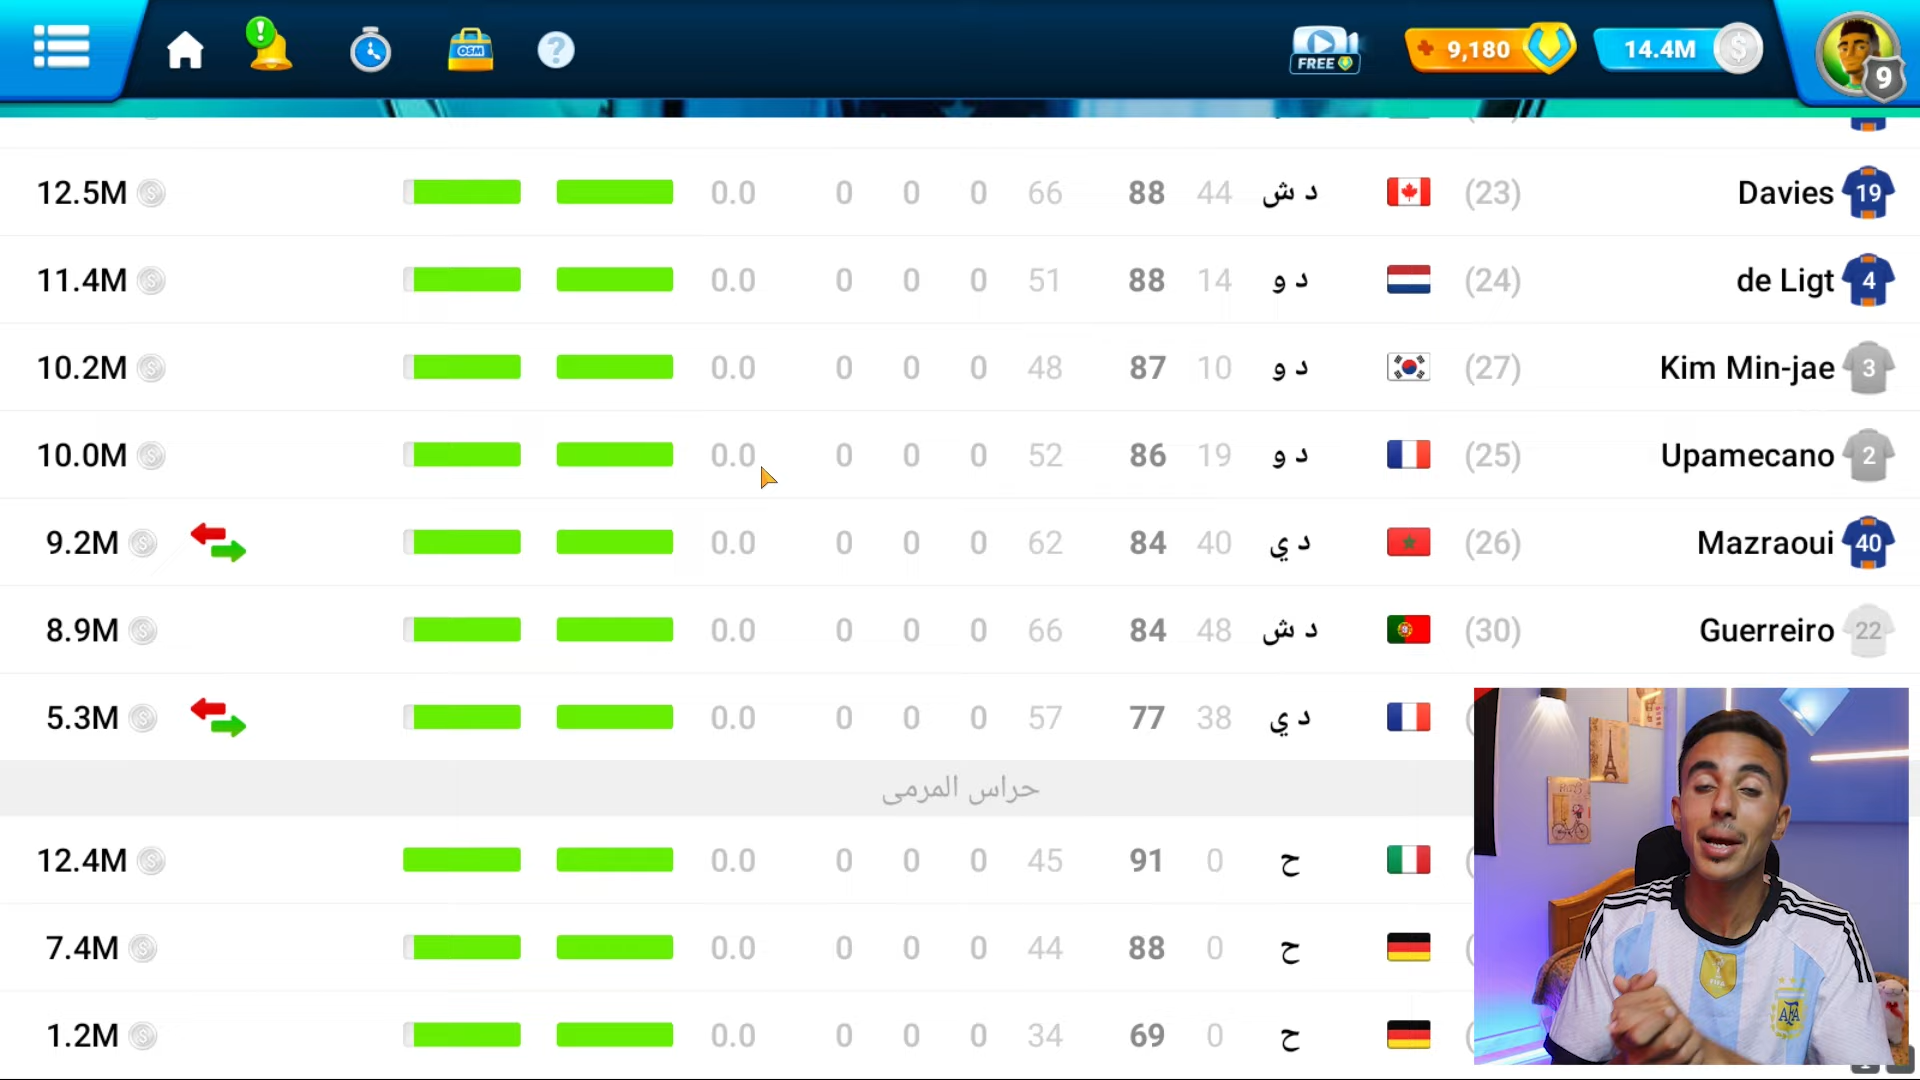 OSM ? FREE 9,180 14.4M 9
12.5M 0.0 0 0 0 66 88 44 د ش (23) Davies 19
11.4M 0.0 0 0 0 51 88 14 د و (24) de Ligt 4
10.2M 0.0 0 0 0 48 87 10 د و (27) Kim Min-jae 3
10.0M 0.0 0 0 0 52 86 19 د و (25) Upamecano 2
9.2M 0.0 0 0 0 62 84 40 د ي (26) Mazraoui 40
8.9M 0.0 0 0 0 66 84 48 د ش (30) Guerreiro 22
5.3M 0.0 0 0 0 57 77 38 د ي
حراس المرمى
12.4M 0.0 0 0 0 45 91 0 ح
7.4M 0.0 0 0 0 44 88 0 ح
1.2M 0.0 0 0 0 34 69 0 ح